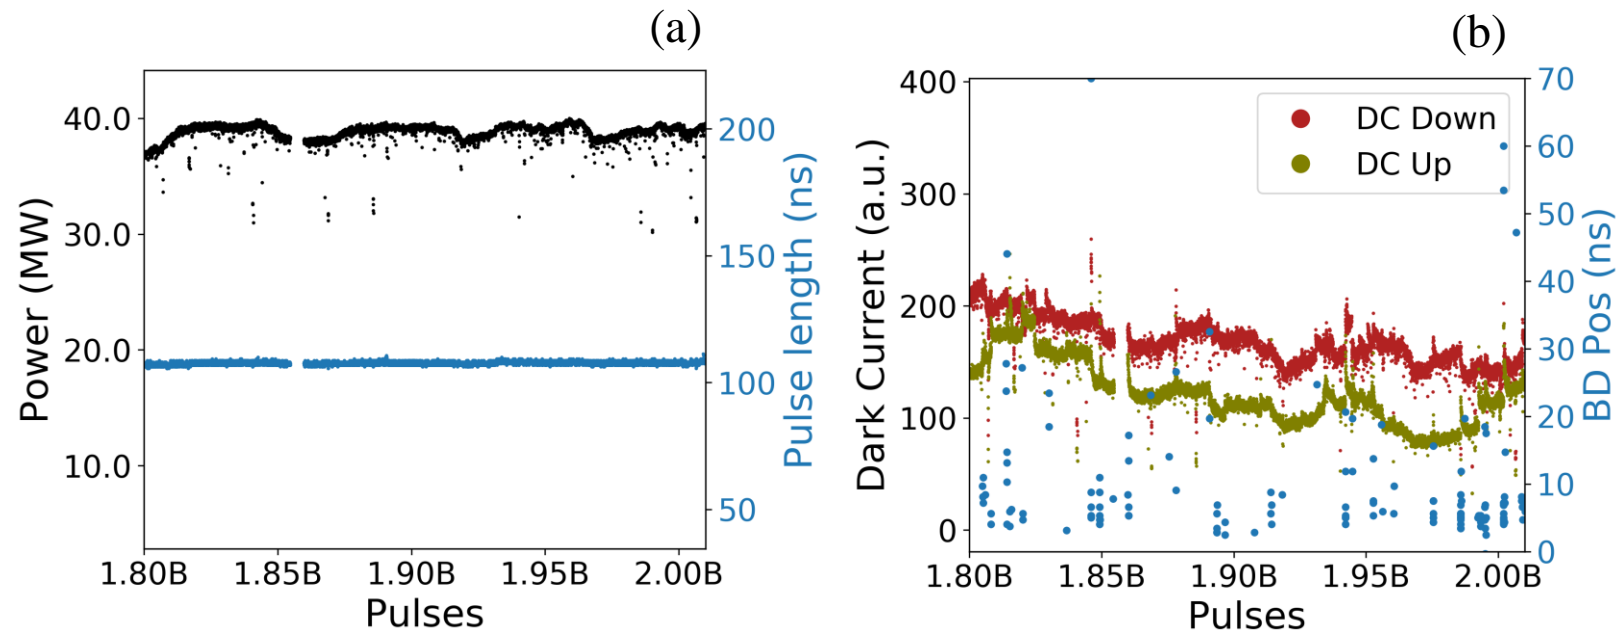 (a)
40.0
30.0
20.0
10.0
Power (MW)
200
150
100
50
Pulse length (ns)
1.80B 1.85B 1.90B 1.95B 2.00B
Pulses
(b)
400
300
200
100
0
Dark Current (a.u.)
DC Down
DC Up
70
60
50
40
30
20
10
0
BD Pos (ns)
1.80B 1.85B 1.90B 1.95B 2.00B
Pulses